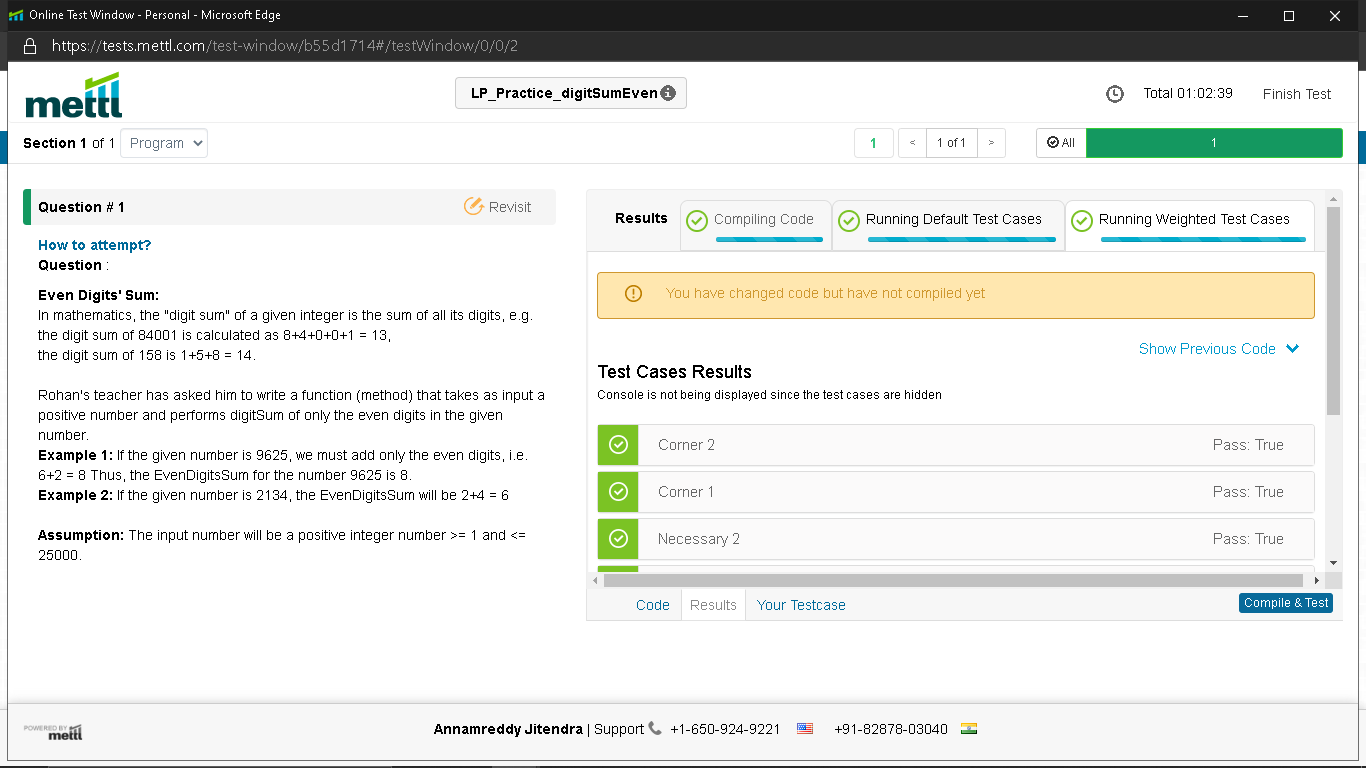 Online Test Window - Personal - Microsoft Edge
https://tests.mettl.com/test-window/b55d1714#/testWindow/0/0/2
mettl
LP_Practice_digitSumEven
Total 01:02:39
Finish Test
Section 1 of 1
Program
1
<
1 of 1
>
All
1
Question # 1
Revisit
How to attempt?
Question :
Even Digits' Sum:
In mathematics, the "digit sum" of a given integer is the sum of all its digits, e.g.
the digit sum of 84001 is calculated as 8+4+0+0+1 = 13,
the digit sum of 158 is 1+5+8 = 14.
Rohan's teacher has asked him to write a function (method) that takes as input a
positive number and performs digitSum of only the even digits in the given
number.
Example 1: If the given number is 9625, we must add only the even digits, i.e.
6+2 = 8 Thus, the EvenDigitsSum for the number 9625 is 8.
Example 2: If the given number is 2134, the EvenDigitsSum will be 2+4 = 6
Assumption: The input number will be a positive integer number >= 1 and <=
25000.
Results
Compiling Code
Running Default Test Cases
Running Weighted Test Cases
You have changed code but have not compiled yet
Show Previous Code
Test Cases Results
Console is not being displayed since the test cases are hidden
Corner 2
Pass: True
Corner 1
Pass: True
Necessary 2
Pass: True
Code
Results
Your Testcase
Compile & Test
POWERED BY
mettl
Annamreddy Jitendra | Support +1-650-924-9221 +91-82878-03040